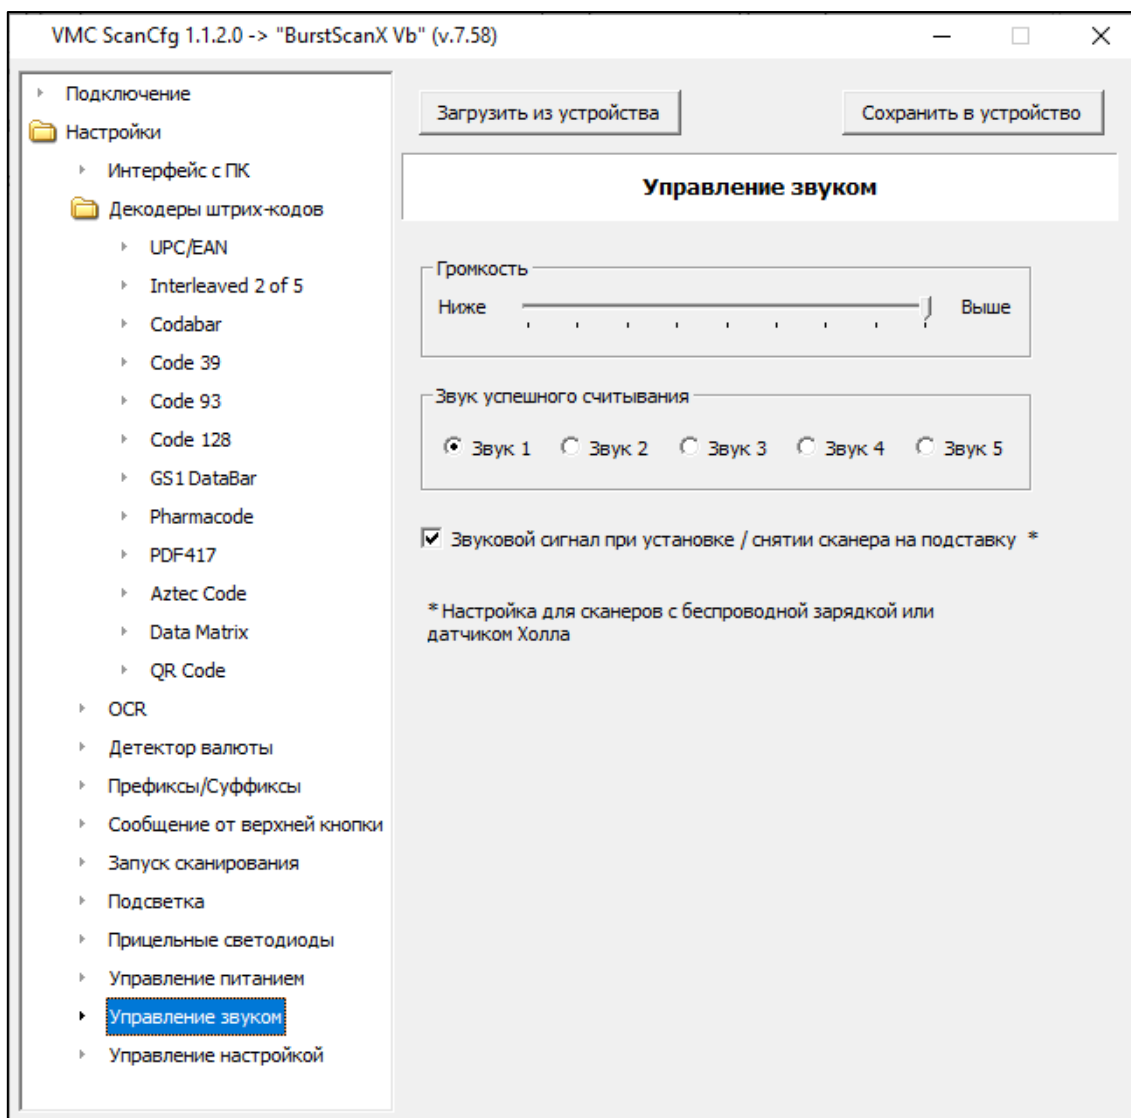 VMC ScanCfg 1.1.2.0 -> "BurstScanX Vb" (v.7.58)
Подключение
Настройки
Интерфейс с ПК
Декодеры штрих-кодов
UPC/EAN
Interleaved 2 of 5
Codabar
Code 39
Code 93
Code 128
GS1 DataBar
Pharmacode
PDF417
Aztec Code
Data Matrix
QR Code
OCR
Детектор валюты
Префиксы/Суффиксы
Сообщение от верхней кнопки
Запуск сканирования
Подсветка
Прицельные светодиоды
Управление питанием
Управление звуком
Управление настройкой
Загрузить из устройства
Сохранить в устройство
Управление звуком
Громкость
Ниже
Выше
Звук успешного считывания
Звук 1 Звук 2 Звук 3 Звук 4 Звук 5
Звуковой сигнал при установке / снятии сканера на подставку *
* Настройка для сканеров с беспроводной зарядкой или
датчиком Холла